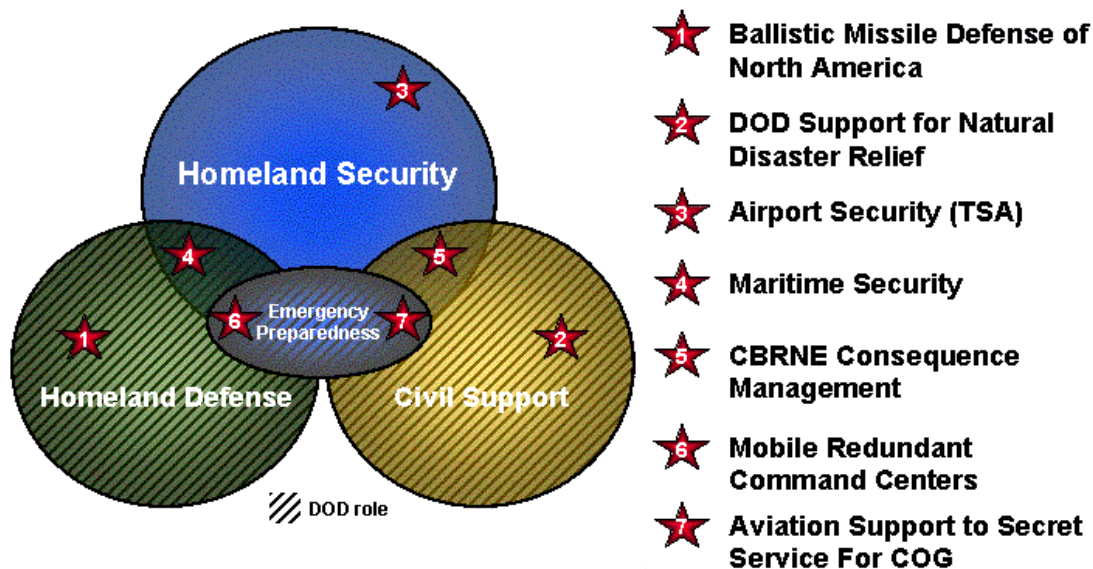 3
Homeland Security
4
5
Emergency
Preparedness
6
7
1
2
Homeland Defense
Civil Support
DOD role
1
Ballistic Missile Defense of
North America
2
DOD Support for Natural
Disaster Relief
3
Airport Security (TSA)
4
Maritime Security
5
CBRNE Consequence
Management
6
Mobile Redundant
Command Centers
7
Aviation Support to Secret
Service For COG